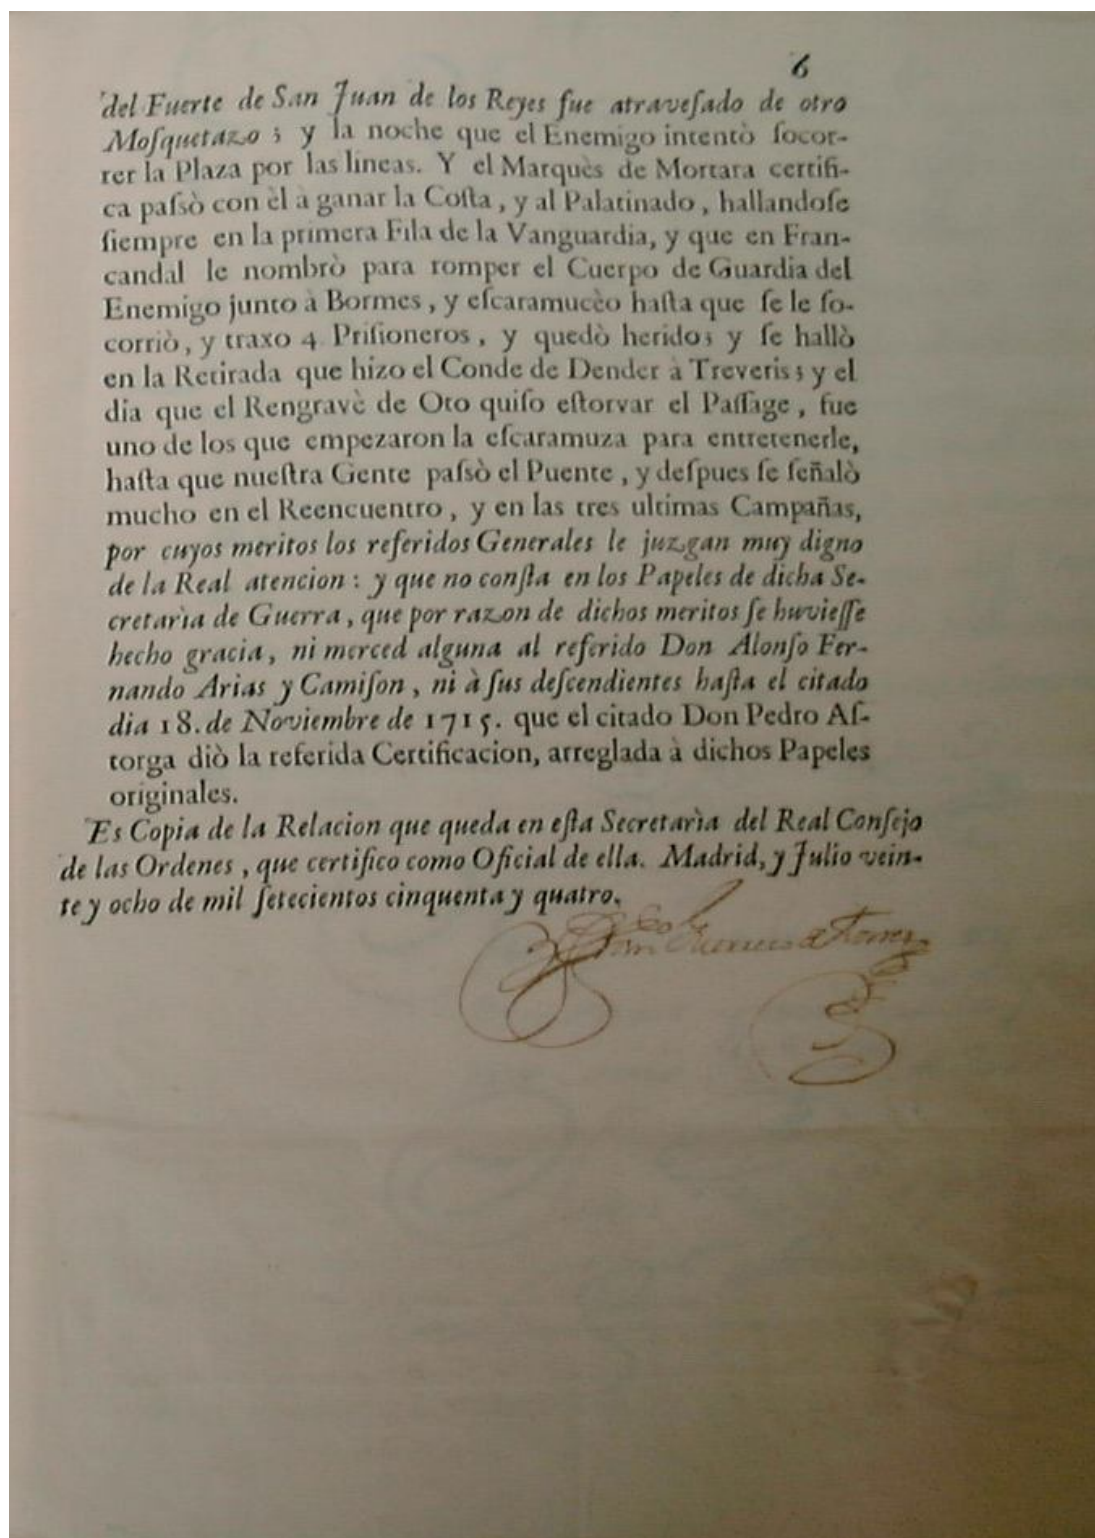 6
del Fuerte de San Juan de los Reyes fue atraveſado de otro
Moſquetazo; y la noche que el Enemigo intentò ſocor-
rer la Plaza por las lineas. Y el Marquès de Mortara certifi-
ca paſsò con èl à ganar la Coſta, y al Palatinado, hallandoſe
ſiempre en la primera Fila de la Vanguardia, y que en Fran-
candal le nombrò para romper el Cuerpo de Guardia del
Enemigo junto à Bormes, y eſcaramucèo haſta que ſe le ſo-
corriò, y traxo 4 Priſioneros, y quedò herido; y ſe hallò
en la Retirada que hizo el Conde de Dender à Treveris; y el
dia que el Rengravè de Oto quiſo eſtorvar el Paſſage, fue
uno de los que empezaron la eſcaramuza para entretenerle,
haſta que nueſtra Gente paſsò el Puente, y deſpues ſe ſeñalò
mucho en el Reencuentro, y en las tres ultimas Campañas,
por cuyos meritos los referidos Generales le juzgan muy digno
de la Real atencion: y que no conſta en los Papeles de dicha Se-
cretarìa de Guerra, que por razon de dichos meritos ſe huvieſſe
hecho gracia, ni merced alguna al referido Don Alonſo Fer-
nando Arias y Camiſon, ni à ſus deſcendientes haſta el citado
dia 18. de Noviembre de 1715. que el citado Don Pedro Aſ-
torga diò la referida Certificacion, arreglada à dichos Papeles
originales.
Es Copia de la Relacion que queda en eſta Secretarìa del Real Conſejo
de las Ordenes, que certifico como Oficial de ella. Madrid, y Julio vein-
te y ocho de mil ſetecientos cinquenta y quatro.